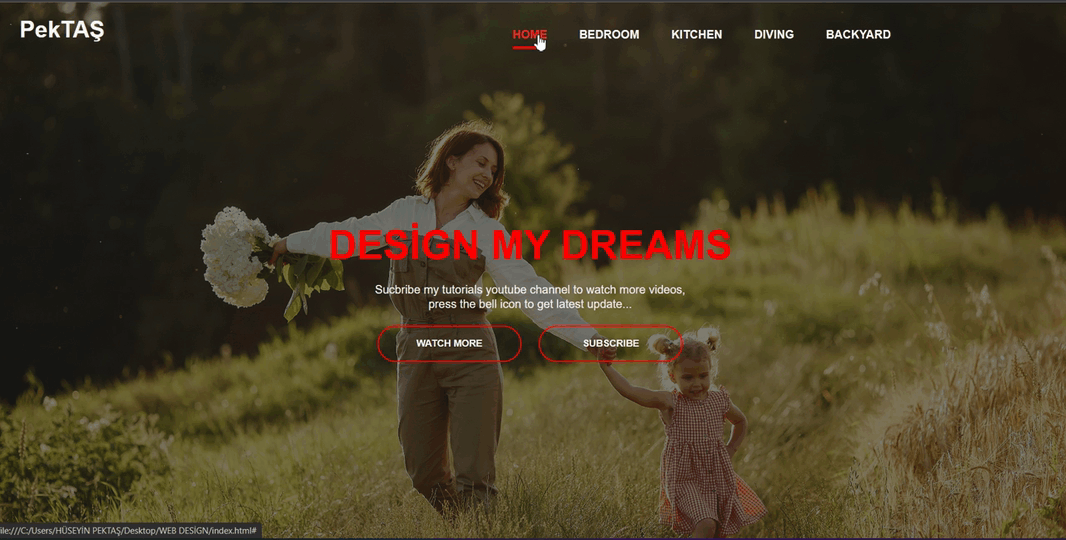 PekTAŞ
HOME BEDROOM KITCHEN DIVING BACKYARD
DESİGN MY DREAMS
Sucbribe my tutorials youtube channel to watch more videos,
press the bell icon to get latest update...
WATCH MORE SUBSCRIBE
ile:///C:/Users/HÜSEYİN PEKTAŞ/Desktop/WEB DESİGN/index.html#